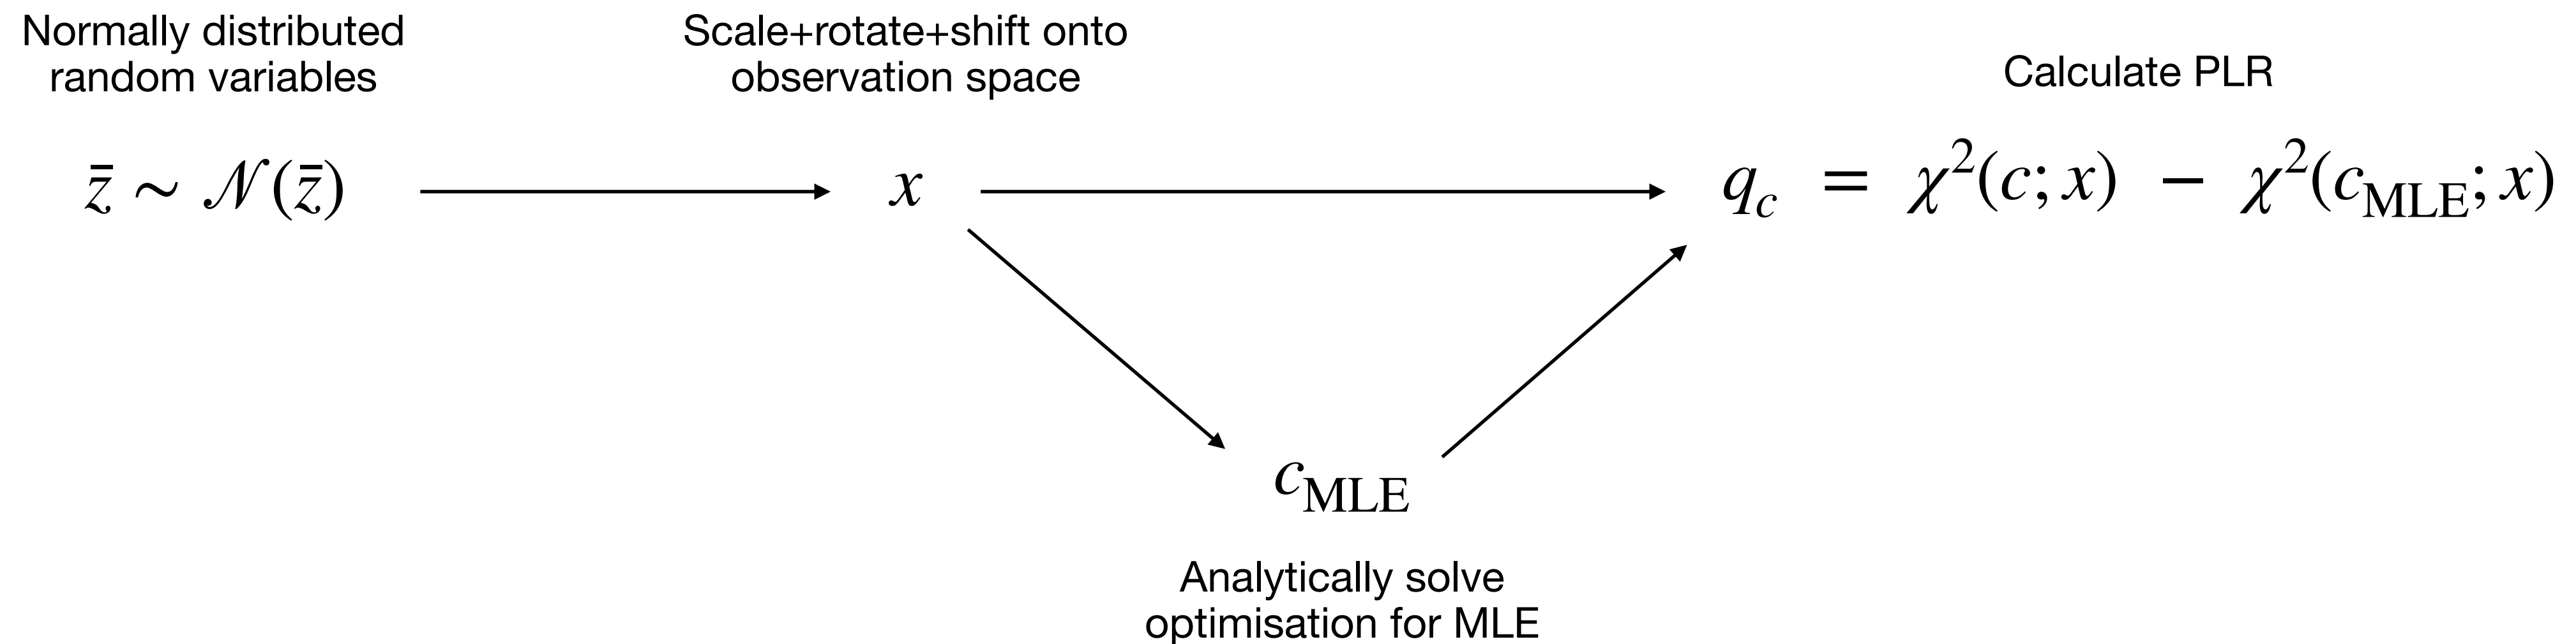 Normally distributed
random variables
Scale+rotate+shift onto
observation space
Calculate PLR
z̄ ∼ 𝒩(z̄)
x
q_c = χ²(c; x) − χ²(c_MLE; x)
c_MLE
Analytically solve
optimisation for MLE